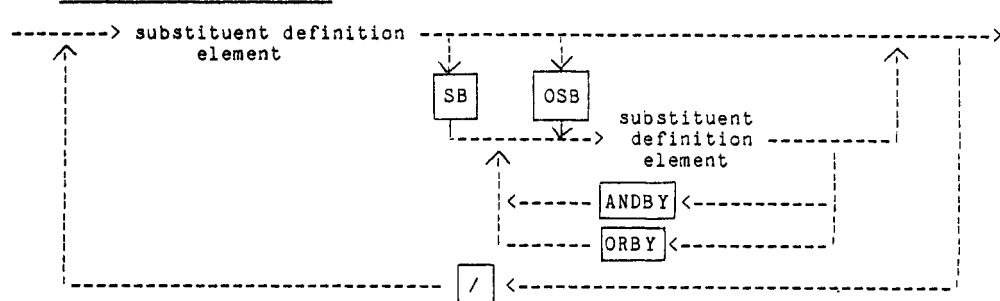 substituent definition
element
SB
OSB
substituent
definition
element
ANDBY
ORBY
/